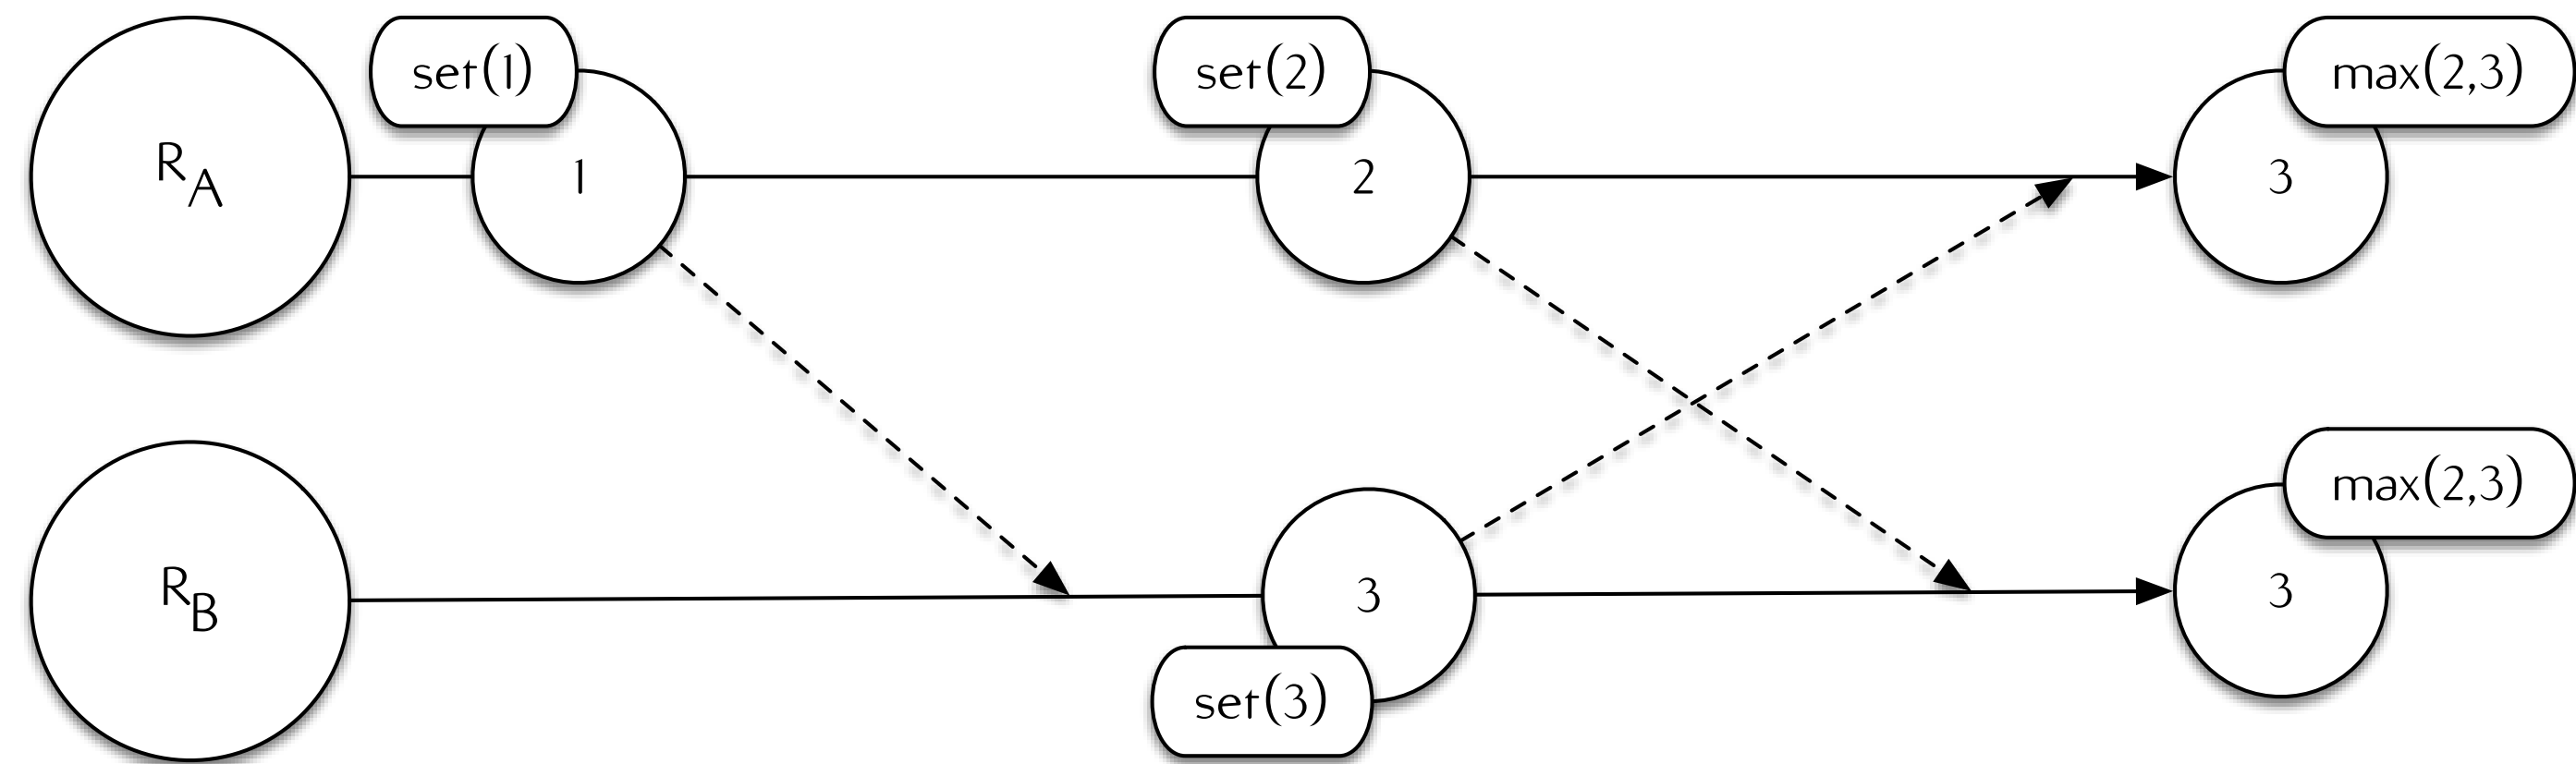 set(1)
set(2)
max(2,3)
R_A
1
2
3
max(2,3)
R_B
3
3
set(3)